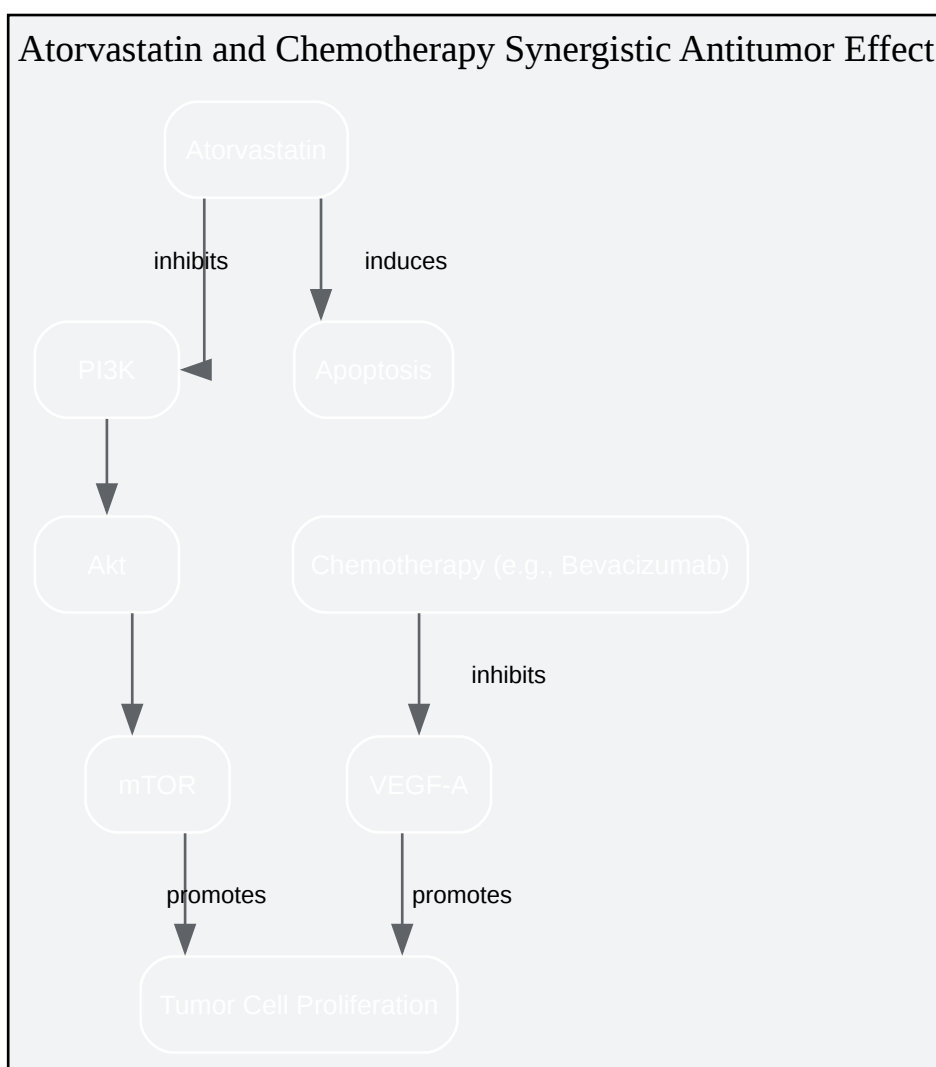 Atorvastatin and Chemotherapy Synergistic Antitumor Effect
Atorvastatin
inhibits
induces
PI3K
Apoptosis
Akt
Chemotherapy (e.g., Bevacizumab)
inhibits
mTOR
VEGF-A
promotes
promotes
Tumor Cell Proliferation